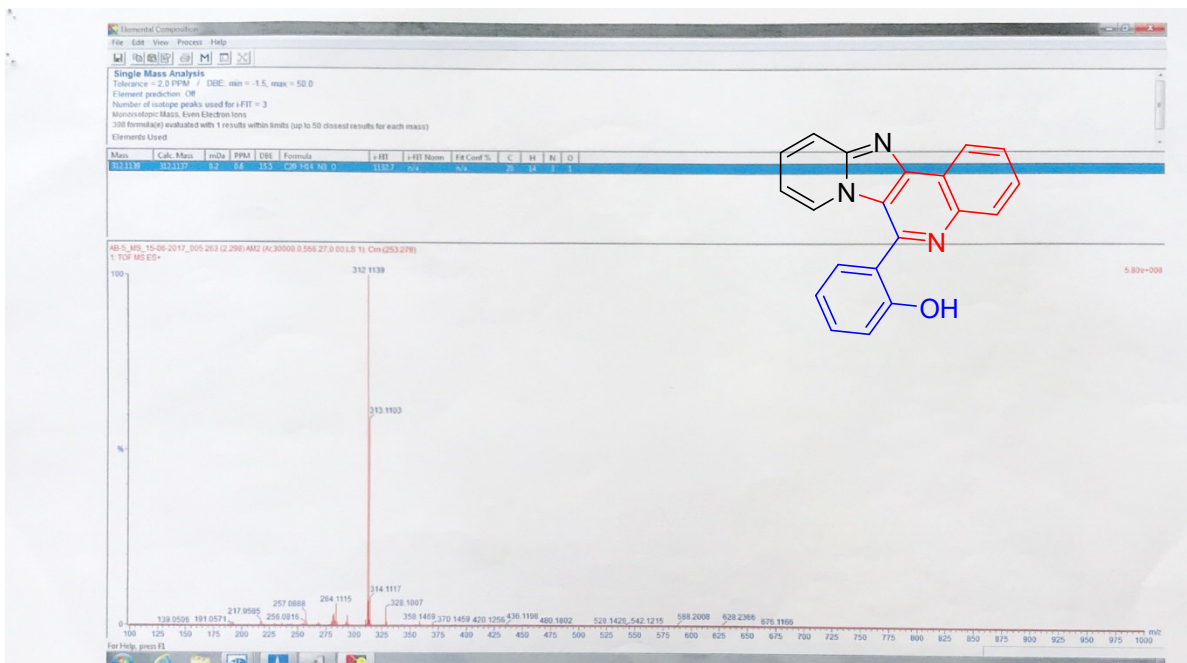 Elemental Composition
File Edit View Process Help
Single Mass Analysis
Tolerance = 2.0 PPM / DBE: min = -1.5, max = 50.0
Element prediction: Off
Number of isotope peaks used for i-FIT = 3
Monoisotopic Mass, Even Electron Ions
308 formula(e) evaluated with 1 results within limits (up to 50 closest results for each mass)
Elements Used:
Mass Calc. Mass mDa PPM DBE Formula i-FIT i-FIT Norm Fit Conf % C H N O
312.1139 312.1137 0.2 0.6 15.5 C20 H14 N3 O 1132.7 n/a n/a 20 14 3 1
AB-5_MS_15-06-2017_005 263 (2.298) AM2 (Ar,30000.0,556.27,0.00,LS 1); Cm (253:279)
1: TOF MS ES+
5.80e+008
312.1139
100
313.1193
%
314.1117
328.1007
284.1115
257.0888
256.0816
217.9585
191.0571
139.0506
358.1469
370.1459
420.1256
436.1156
480.1802
528.1428
542.1215
588.2008
628.2366
676.1166
0
100 125 150 175 200 225 250 275 300 325 350 375 400 425 450 475 500 525 550 575 600 625 650 675 700 725 750 775 800 825 850 875 900 925 950 975 1000
m/z
For Help, press F1
N
N
N
OH